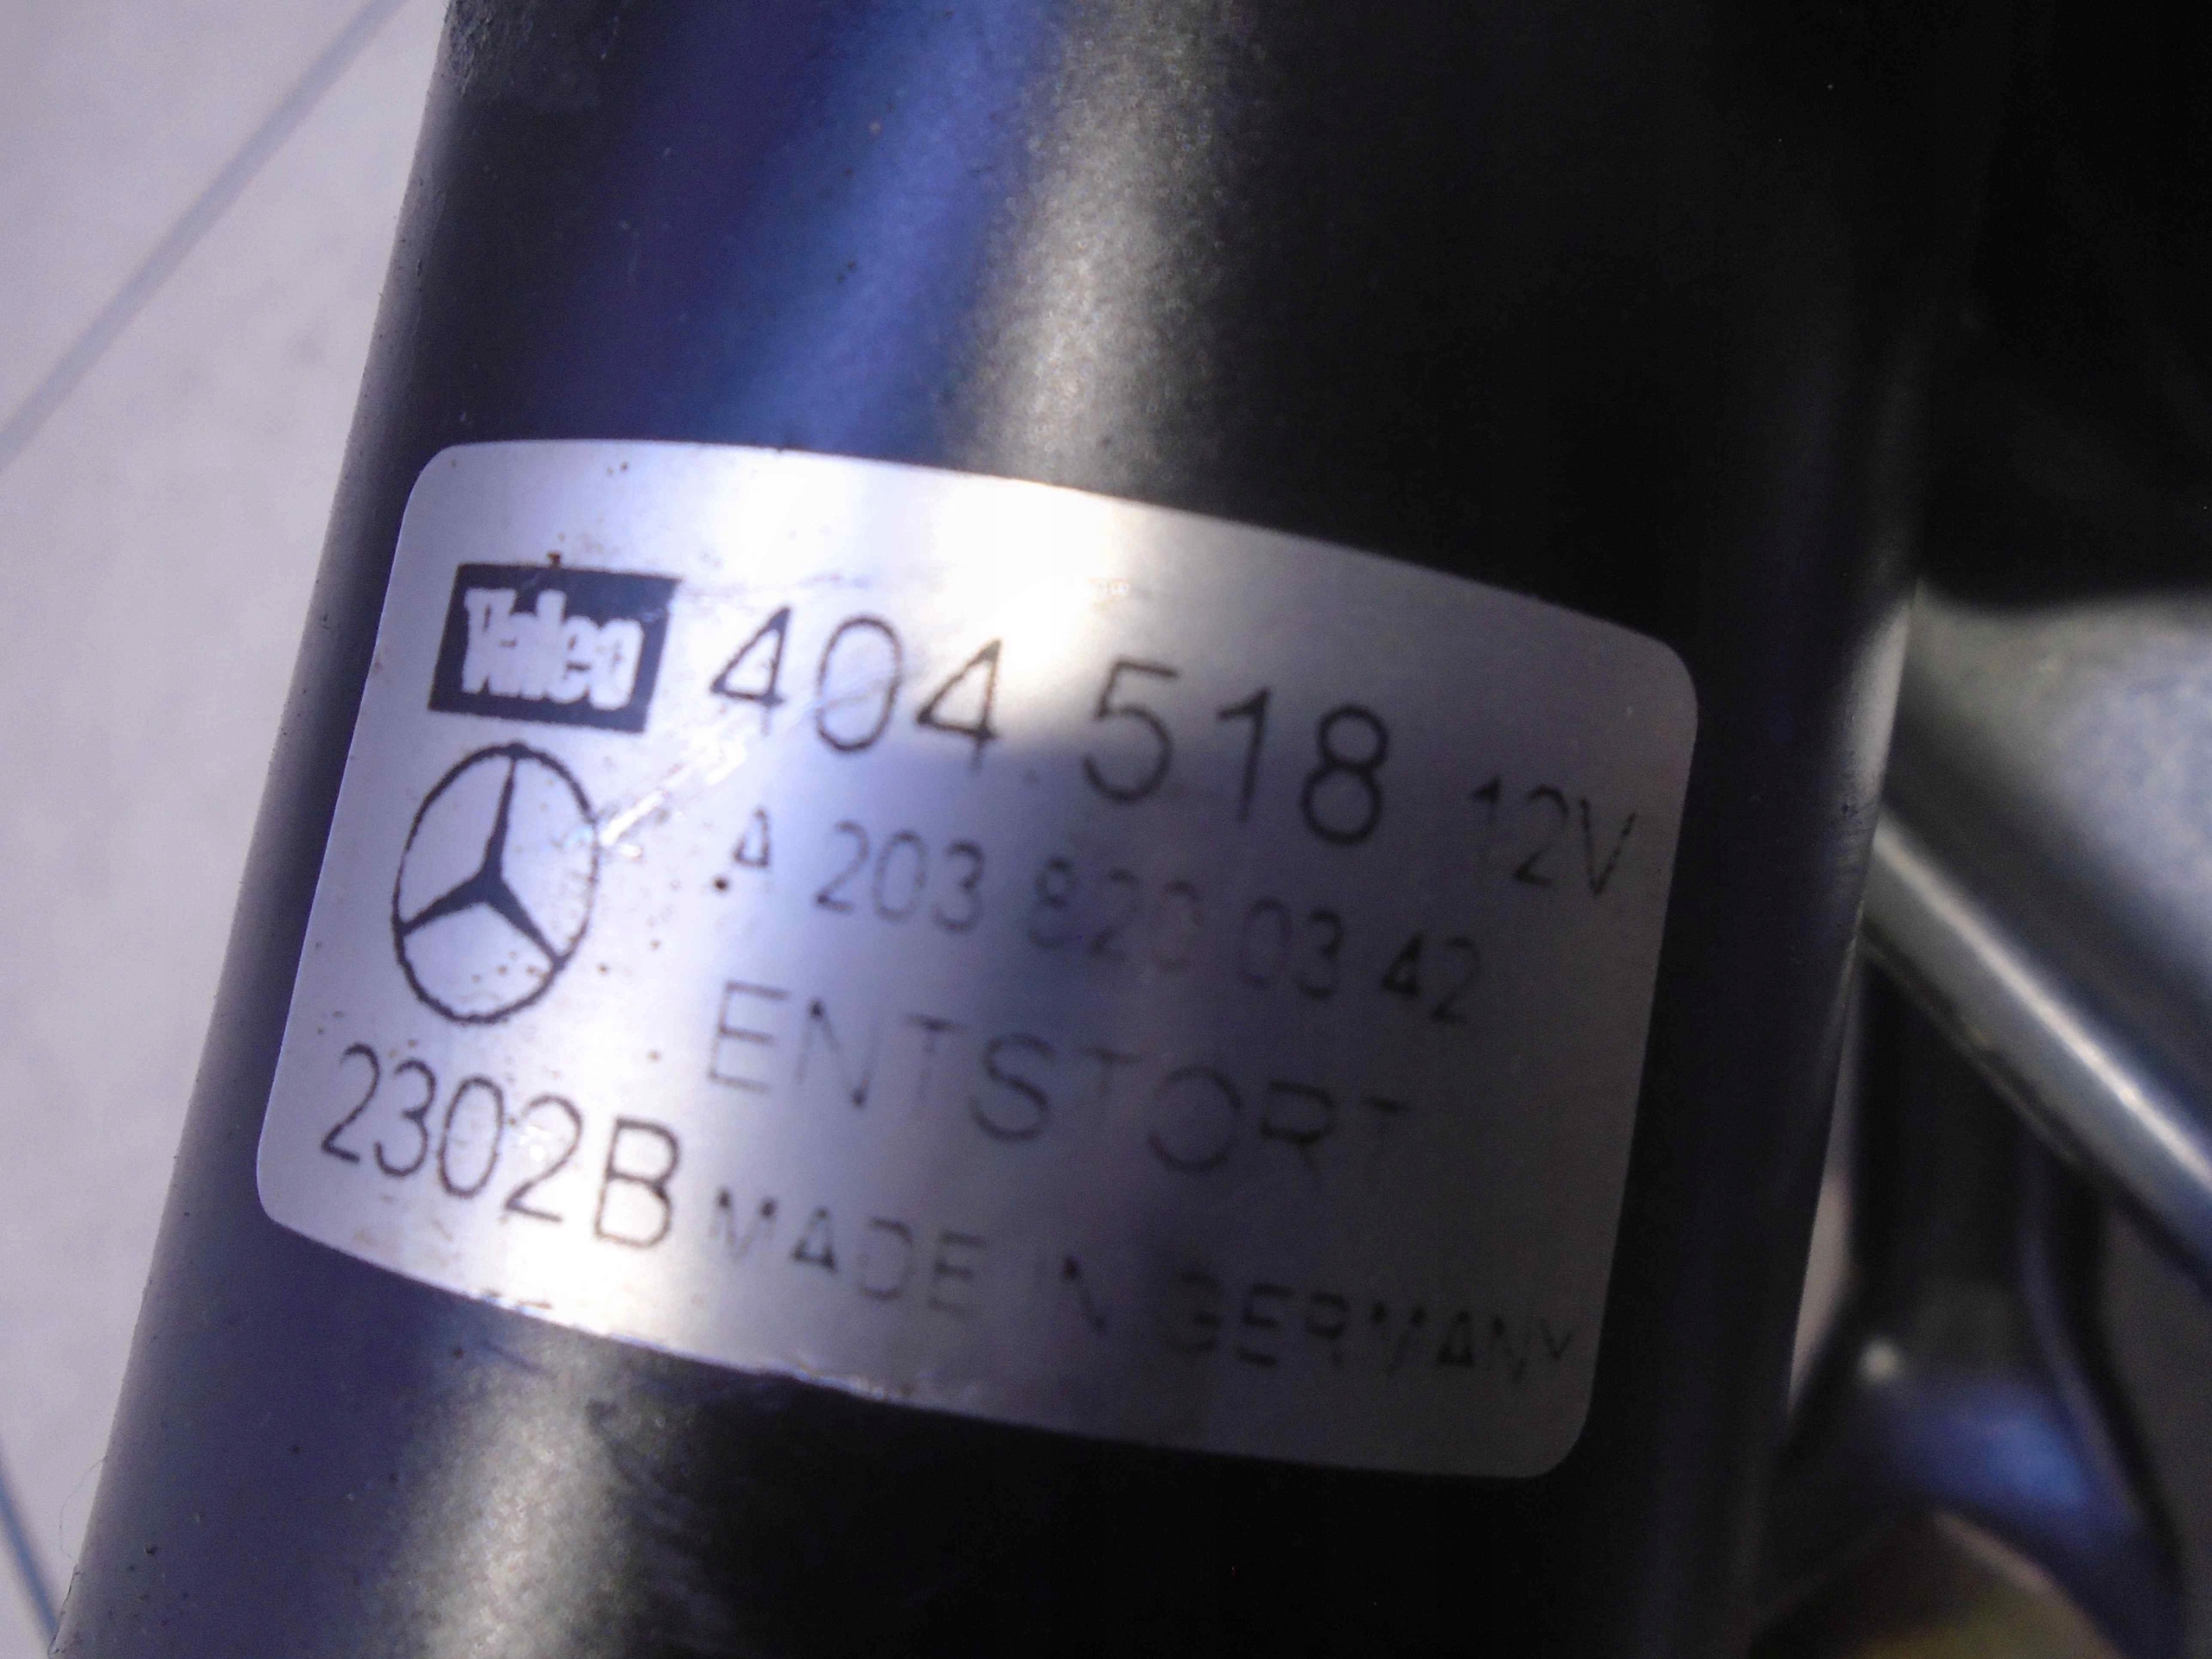 Valeo 404 518 12V
A 203 820 03 42
ENTSTORT
2302B MADE IN GERMANY